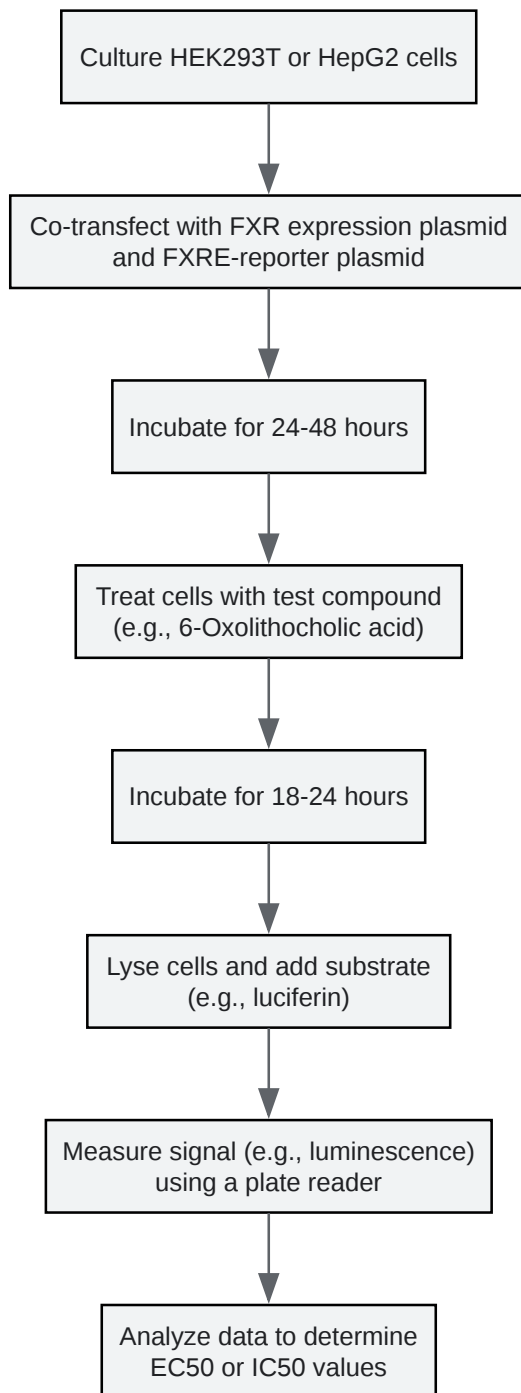 Culture HEK293T or HepG2 cells
Co-transfect with FXR expression plasmid
and FXRE-reporter plasmid
Incubate for 24-48 hours
Treat cells with test compound
(e.g., 6-Oxolithocholic acid)
Incubate for 18-24 hours
Lyse cells and add substrate
(e.g., luciferin)
Measure signal (e.g., luminescence)
using a plate reader
Analyze data to determine
EC50 or IC50 values